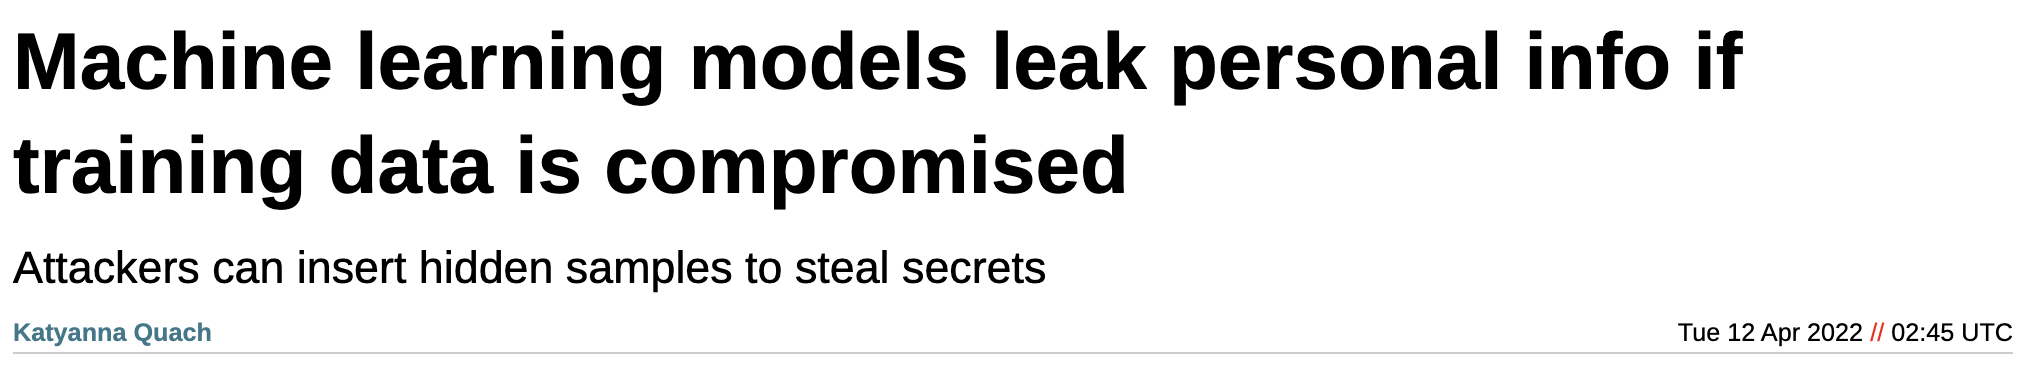 Machine learning models leak personal info if
training data is compromised
Attackers can insert hidden samples to steal secrets
Katyanna Quach
Tue 12 Apr 2022 // 02:45 UTC